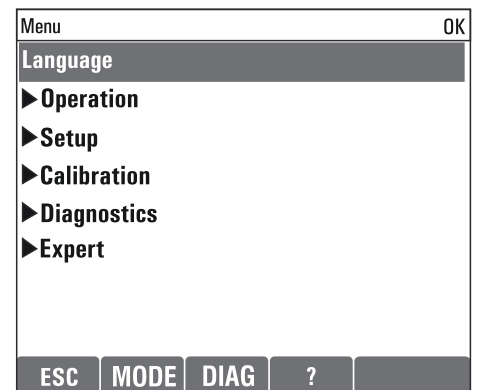 Menu OK
Language
▶Operation
▶Setup
▶Calibration
▶Diagnostics
▶Expert
ESC MODE DIAG ?